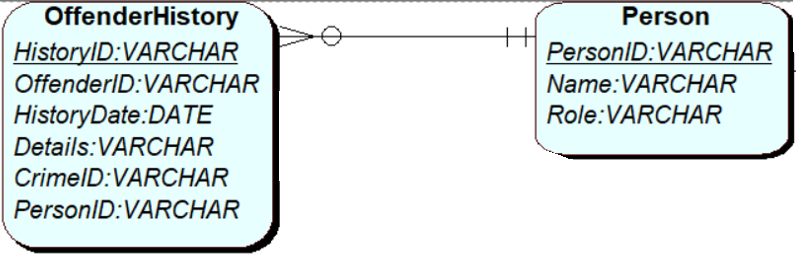 OffenderHistory
HistoryID:VARCHAR
OffenderID:VARCHAR
HistoryDate:DATE
Details:VARCHAR
CrimeID:VARCHAR
PersonID:VARCHAR
Person
PersonID:VARCHAR
Name:VARCHAR
Role:VARCHAR